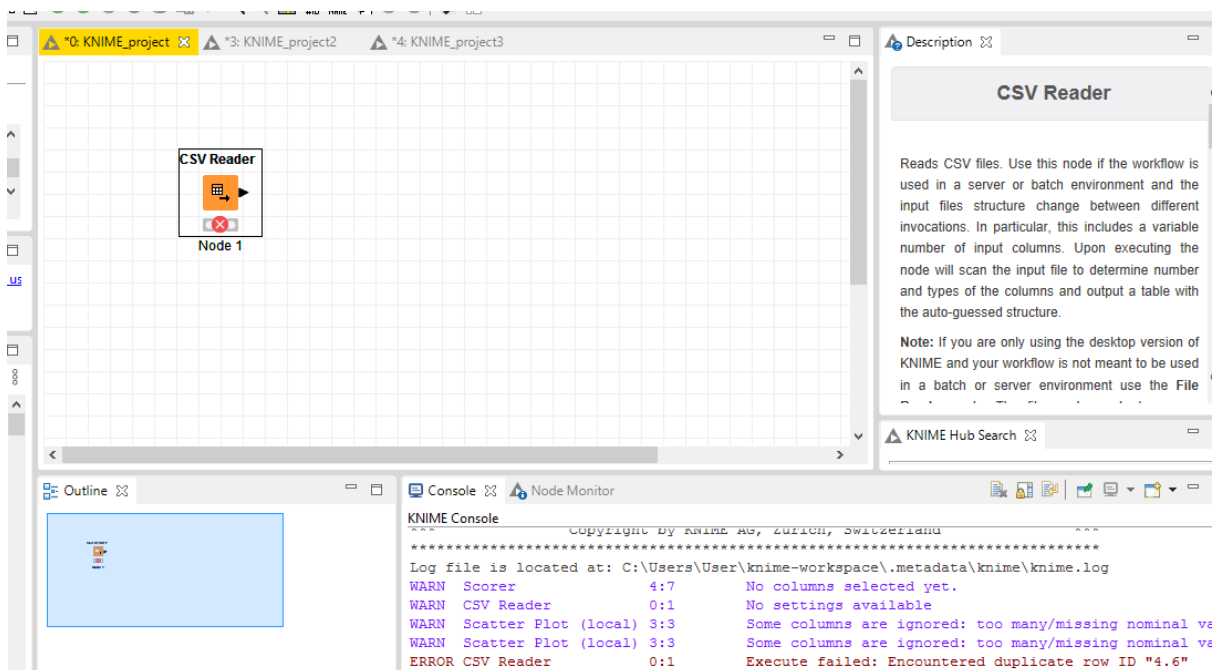 *0: KNIME_project
*3: KNIME_project2
*4: KNIME_project3
Description
CSV Reader
Reads CSV files. Use this node if the workflow is
used in a server or batch environment and the
input files structure change between different
invocations. In particular, this includes a variable
number of input columns. Upon executing the
node will scan the input file to determine number
and types of the columns and output a table with
the auto-guessed structure.
Note: If you are only using the desktop version of
KNIME and your workflow is not meant to be used
in a batch or server environment use the File
KNIME Hub Search
CSV Reader
Node 1
us
Outline
Console
Node Monitor
KNIME Console
*** Copyright by KNIME AG, Zurich, Switzerland ***
Log file is located at: C:\Users\User\knime-workspace\.metadata\knime\knime.log
WARN Scorer 4:7 No columns selected yet.
WARN CSV Reader 0:1 No settings available
WARN Scatter Plot (local) 3:3 Some columns are ignored: too many/missing nominal va
WARN Scatter Plot (local) 3:3 Some columns are ignored: too many/missing nominal va
ERROR CSV Reader 0:1 Execute failed: Encountered duplicate row ID "4.6"